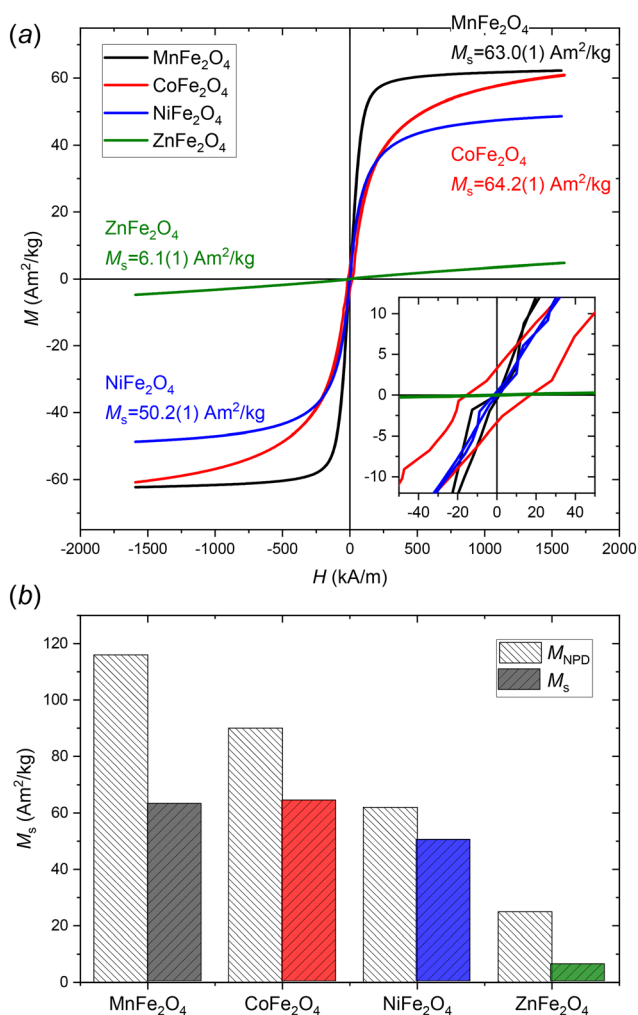 (a)
MnFe2O4
Ms=63.0(1) Am²/kg
MnFe2O4
CoFe2O4
NiFe2O4
ZnFe2O4
CoFe2O4
Ms=64.2(1) Am²/kg
ZnFe2O4
Ms=6.1(1) Am²/kg
NiFe2O4
Ms=50.2(1) Am²/kg
M (Am²/kg)
60
40
20
0
-20
-40
-60
10
5
0
-5
-10
-40 -20 0 20 40
-2000 -1500 -1000 -500 0 500 1000 1500 2000
H (kA/m)
(b)
MNPD
Ms
Ms (Am²/kg)
120
100
80
60
40
20
0
MnFe2O4 CoFe2O4 NiFe2O4 ZnFe2O4